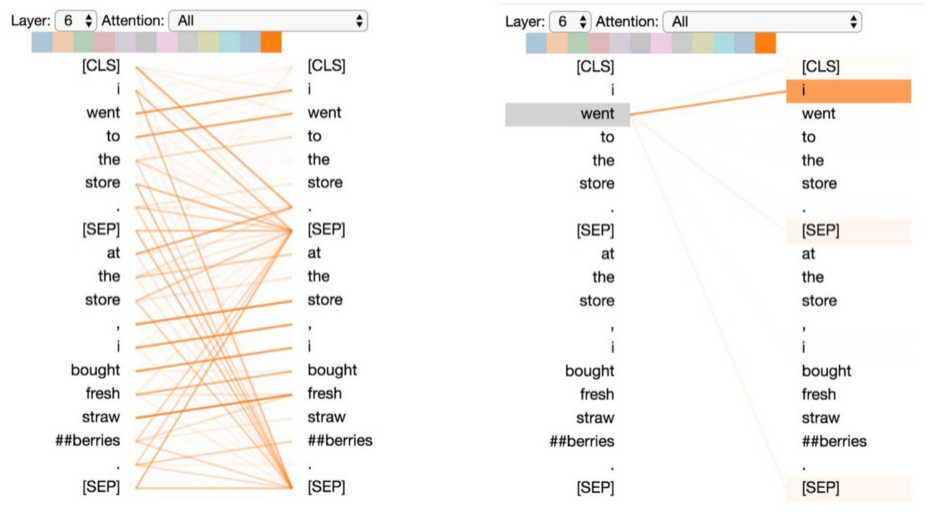 Layer: 6 Attention: All
[CLS] [CLS]
i i
went went
to to
the the
store store
. .
[SEP] [SEP]
at at
the the
store store
, ,
i i
bought bought
fresh fresh
straw straw
##berries ##berries
. .
[SEP] [SEP]
Layer: 6 Attention: All
[CLS] [CLS]
i i
went went
to to
the the
store store
. .
[SEP] [SEP]
at at
the the
store store
, ,
i i
bought bought
fresh fresh
straw straw
##berries ##berries
. .
[SEP] [SEP]